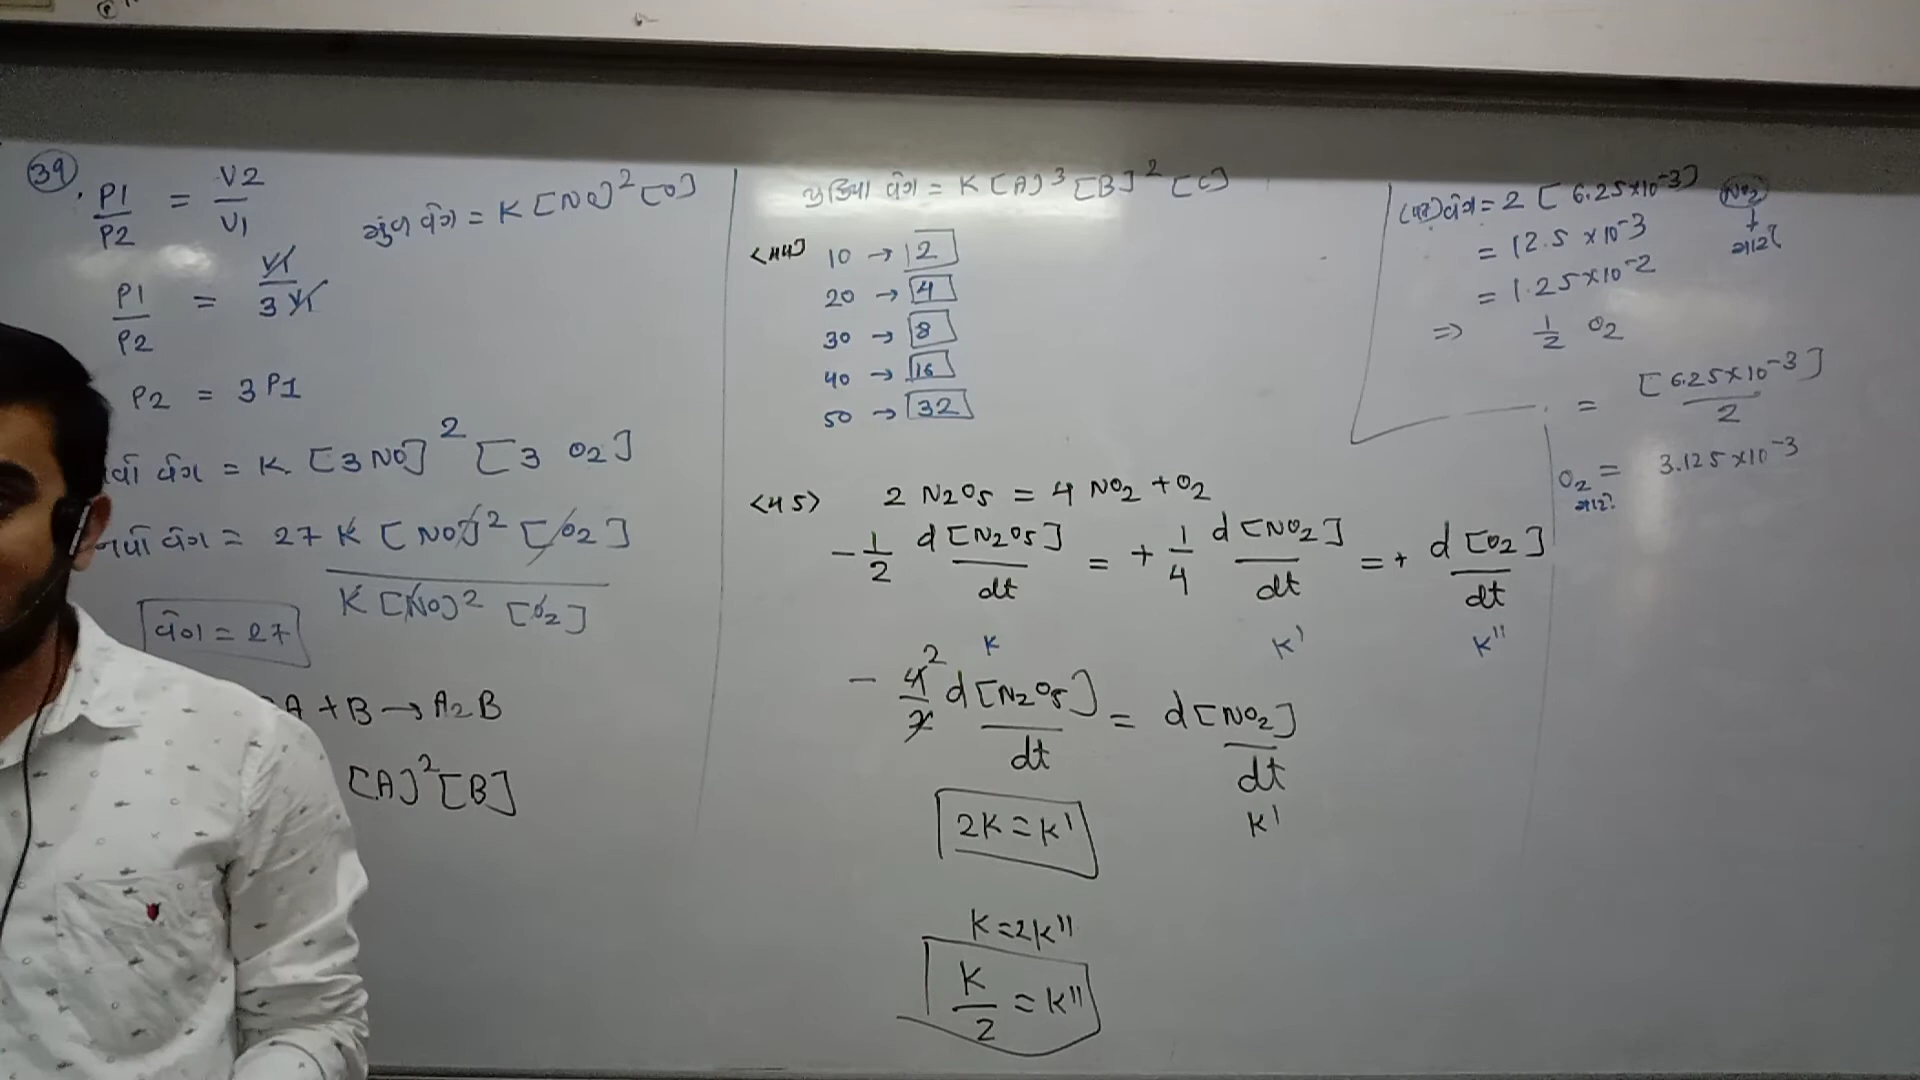 39. P1/P2 = V2/V1
મુળ વેગ = K [NO]² [O]
P1/P2 = V1/3V1
P2 = 3P1
વેગ = K. [3NO]² [3 O2]
વેગ = 27 K [NO]² [O2] / K [NO]² [O2]
વેગ = 27
A + B → A2B
[A]² [B]
પ્રક્રિયા વેગ = K [A]³ [B]² [C]
<44> 10 → 2
20 → 4
30 → 8
40 → 16
50 → 32
<45> 2 N2O5 = 4 NO2 + O2
- 1/2 d[N2O5]/dt = + 1/4 d[NO2]/dt = + d[O2]/dt
K K' K"
- 4²/2 d[N2O5]/dt = d[NO2]/dt
K'
2K = K'
K = 2K"
K/2 = K"
વેગ = 2 [6.25×10-3] NO2
= 12.5 ×10-3 માટે
= 1.25×10-2
=> 1/2 O2
= [6.25×10-3]/2
O2 = 3.125×10-3
માટે